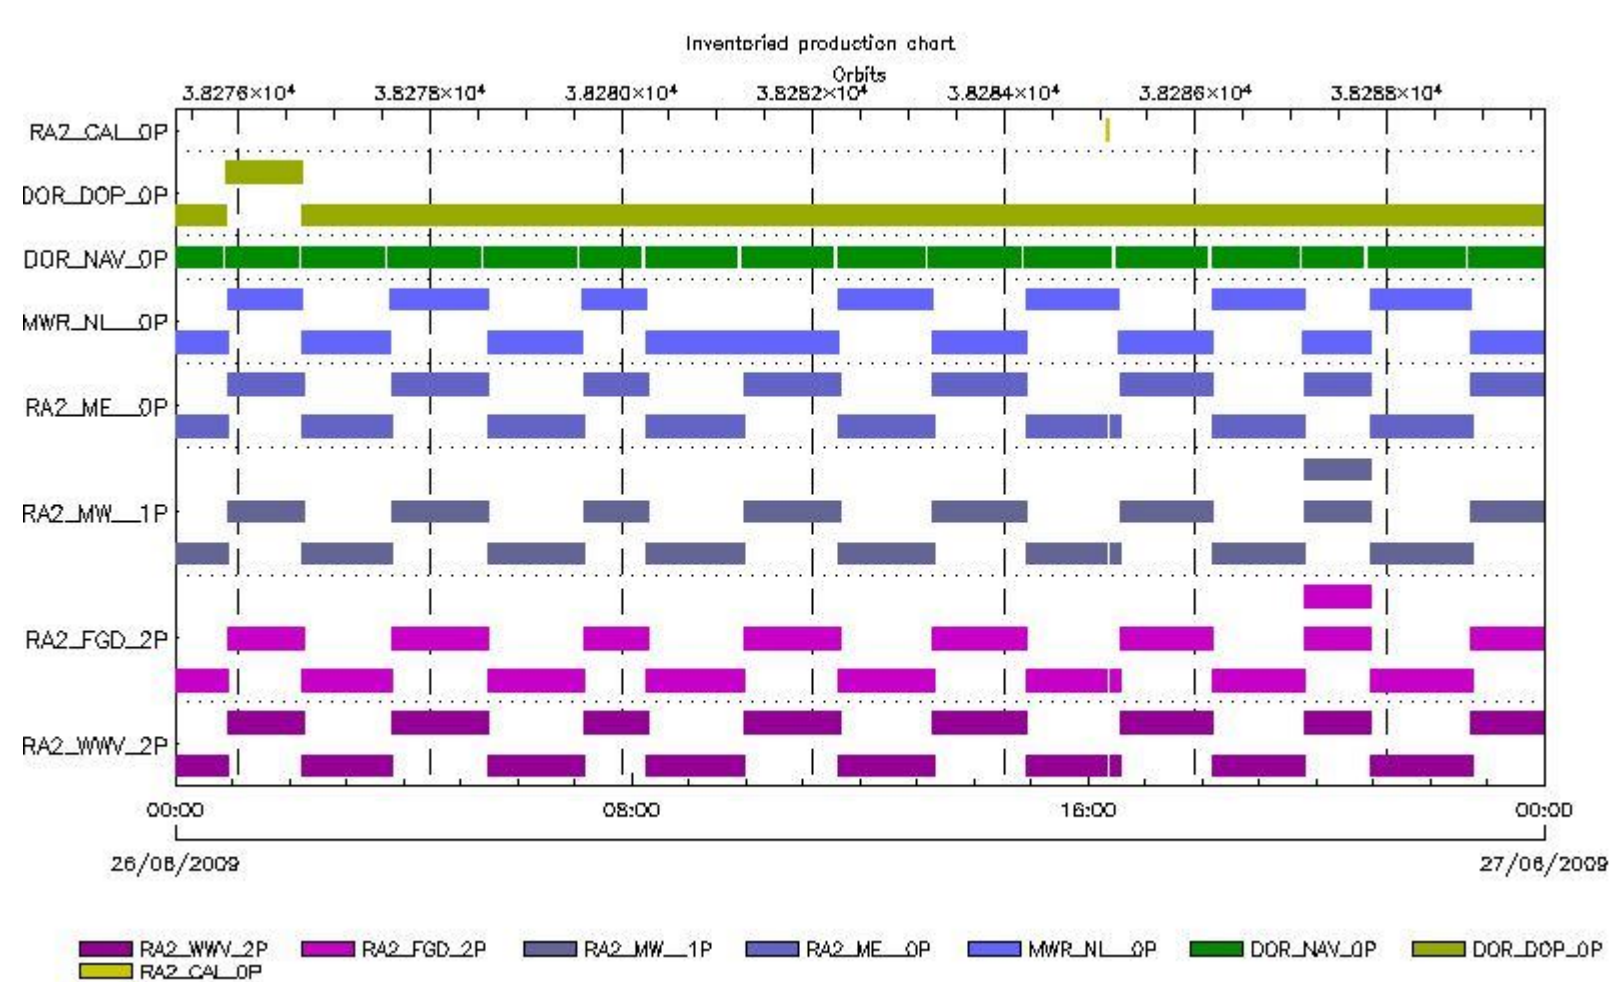 Inventoried production chart
Orbits
3.8276×10⁴ 3.8278×10⁴ 3.8280×10⁴ 3.8282×10⁴ 3.8284×10⁴ 3.8286×10⁴ 3.8288×10⁴
RA2_CAL_0P
DOR_DOP_0P
DOR_NAV_0P
MWR_NL__0P
RA2_ME__0P
RA2_MW__1P
RA2_FGD_2P
RA2_WWV_2P
00:00 08:00 16:00 00:00
26/06/2009 27/06/2009
RA2_WWV_2P RA2_FGD_2P RA2_MW__1P RA2_ME__0P MWR_NL__0P DOR_NAV_0P DOR_DOP_0P
RA2_CAL_0P